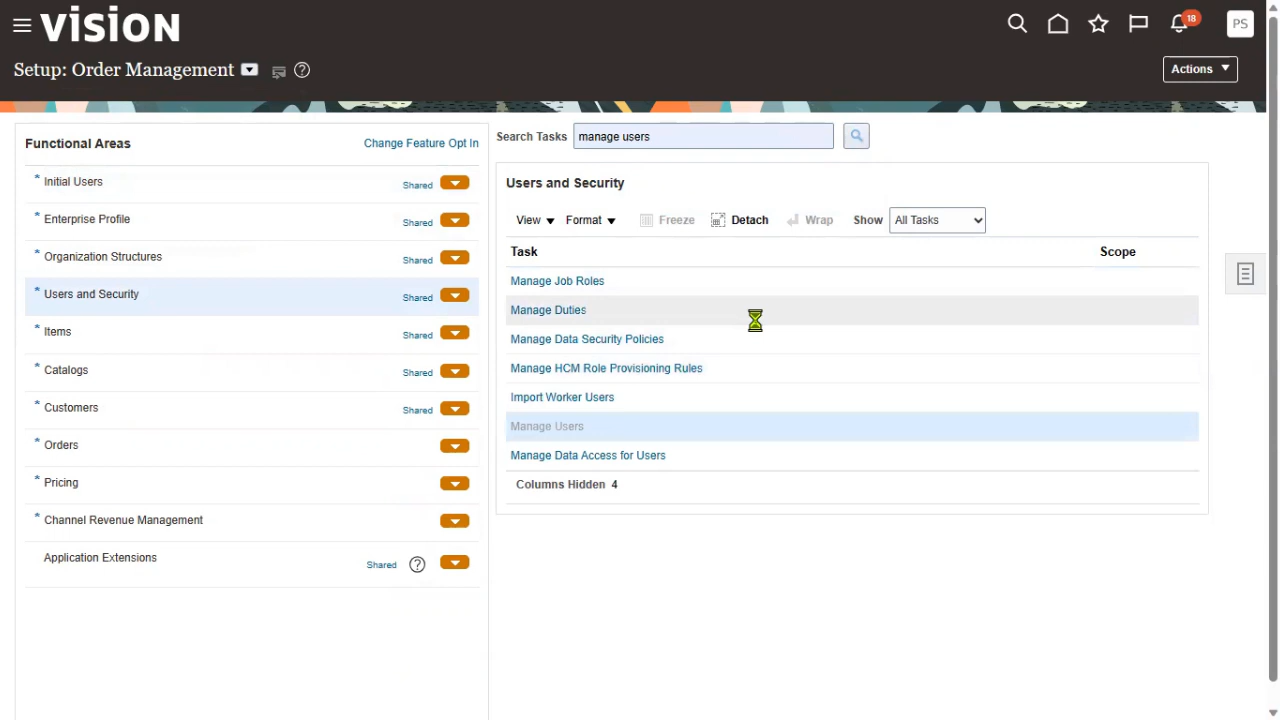 vision
18
PS
Setup: Order Management
Actions
Functional Areas
Change Feature Opt In
* Initial Users Shared
* Enterprise Profile Shared
* Organization Structures Shared
* Users and Security Shared
* Items Shared
* Catalogs Shared
* Customers Shared
* Orders
* Pricing
* Channel Revenue Management
Application Extensions Shared ?
Search Tasks manage users
Users and Security
View Format Freeze Detach Wrap Show All Tasks
Task Scope
Manage Job Roles
Manage Duties
Manage Data Security Policies
Manage HCM Role Provisioning Rules
Import Worker Users
Manage Users
Manage Data Access for Users
Columns Hidden 4